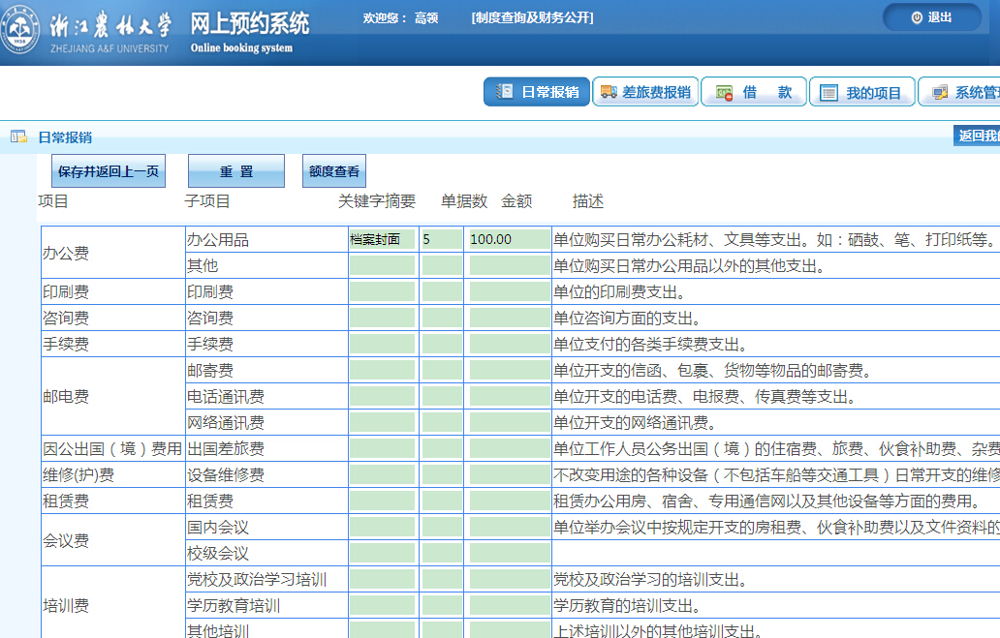 浙江农林大学 网上预约系统 欢迎您： 高领 [制度查询及财务公开] 退出
ZHEJIANG A&F UNIVERSITY Online booking system
日常报销 差旅费报销 借 款 我的项目 系统管
日常报销 返回我
保存并返回上一页 重 置 额度查看
项目 子项目 关键字摘要 单据数 金额 描述
办公费 办公用品 档案封面 5 100.00 单位购买日常办公耗材、文具等支出。如：硒鼓、笔、打印纸等。
其他 单位购买日常办公用品以外的其他支出。
印刷费 印刷费 单位的印刷费支出。
咨询费 咨询费 单位咨询方面的支出。
手续费 手续费 单位支付的各类手续费支出。
邮电费 邮寄费 单位开支的信函、包裹、货物等物品的邮寄费。
电话通讯费 单位开支的电话费、电报费、传真费等支出。
网络通讯费 单位开支的网络通讯费。
因公出国（境）费用 出国差旅费 单位工作人员公务出国（境）的住宿费、旅费、伙食补助费、杂费
维修(护)费 设备维修费 不改变用途的各种设备（不包括车船等交通工具）日常开支的维修
租赁费 租赁费 租赁办公用房、宿舍、专用通信网以及其他设备等方面的费用。
会议费 国内会议 单位举办会议中按规定开支的房租费、伙食补助费以及文件资料的
校级会议
培训费 党校及政治学习培训 党校及政治学习的培训支出。
学历教育培训 学历教育的培训支出。
其他培训 上述培训以外的其他培训支出。